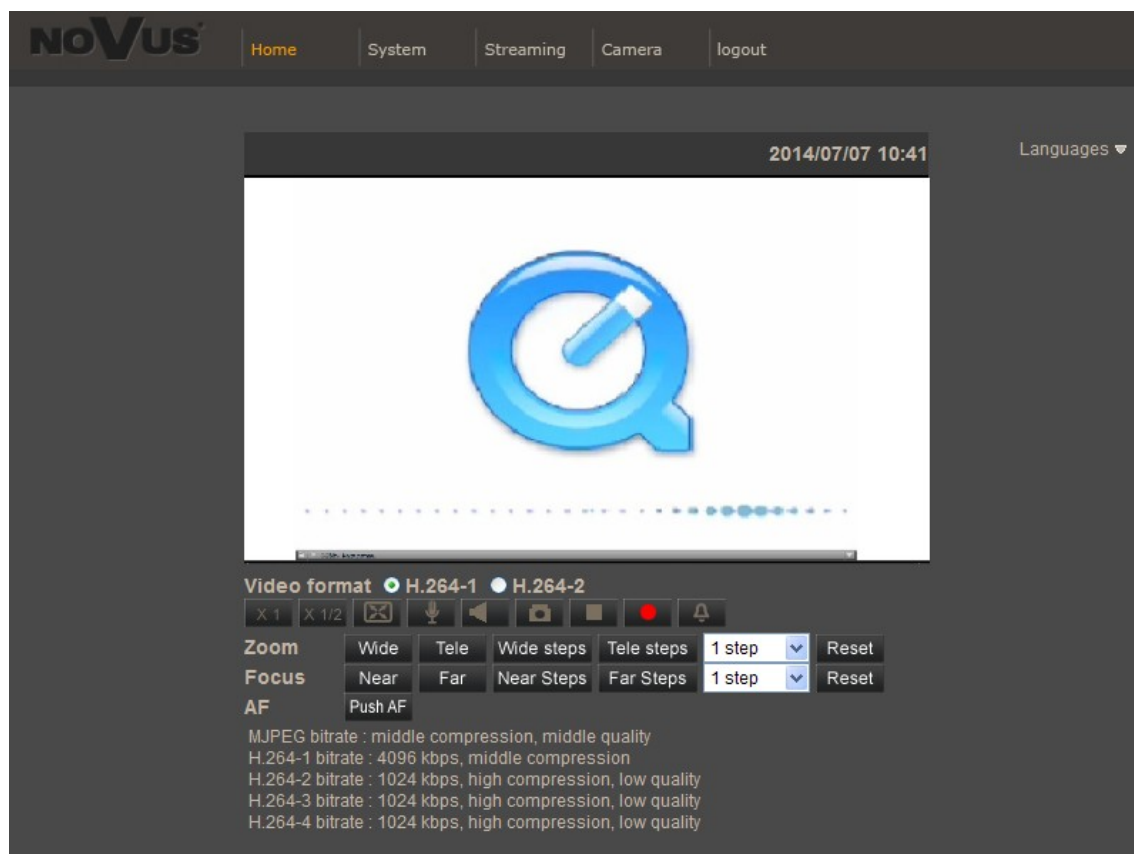 NOVUS
Home System Streaming Camera logout
2014/07/07 10:41
Languages
Video format H.264-1 H.264-2
X 1 X 1/2
Zoom Wide Tele Wide steps Tele steps 1 step Reset
Focus Near Far Near Steps Far Steps 1 step Reset
AF Push AF
MJPEG bitrate : middle compression, middle quality
H.264-1 bitrate : 4096 kbps, middle compression
H.264-2 bitrate : 1024 kbps, high compression, low quality
H.264-3 bitrate : 1024 kbps, high compression, low quality
H.264-4 bitrate : 1024 kbps, high compression, low quality